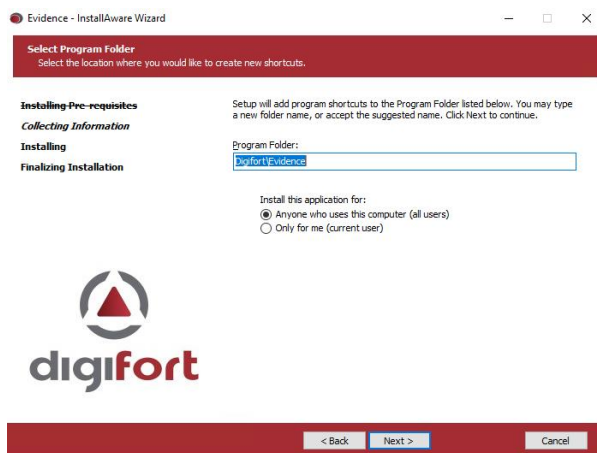 Evidence - InstallAware Wizard
Select Program Folder
Select the location where you would like to create new shortcuts.
Installing Pre-requisites
Collecting Information
Installing
Finalizing Installation
Setup will add program shortcuts to the Program Folder listed below. You may type
a new folder name, or accept the suggested name. Click Next to continue.
Program Folder:
Digifort\Evidence
Install this application for:
Anyone who uses this computer (all users)
Only for me (current user)
digifort
< Back
Next >
Cancel